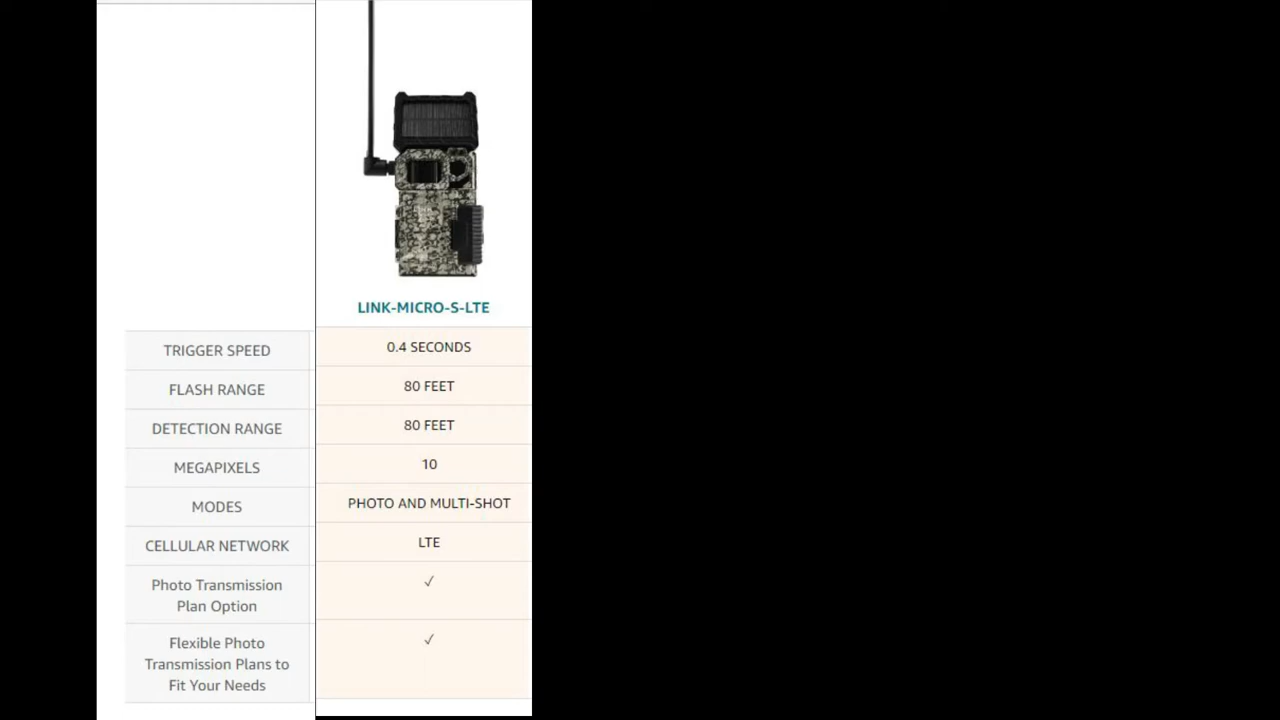 LINK-MICRO-S-LTE
TRIGGER SPEED 0.4 SECONDS
FLASH RANGE 80 FEET
DETECTION RANGE 80 FEET
MEGAPIXELS 10
MODES PHOTO AND MULTI-SHOT
CELLULAR NETWORK LTE
Photo Transmission ✓
Plan Option
Flexible Photo ✓
Transmission Plans to
Fit Your Needs